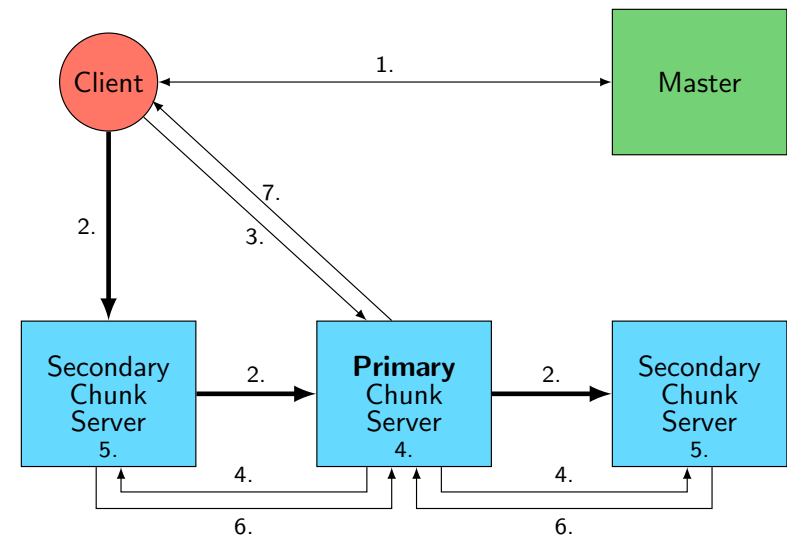 1.
Client
Master
7.
2.
3.
Secondary
Chunk
Server
5.
2.
Primary
Chunk
Server
4.
2.
Secondary
Chunk
Server
5.
4.
4.
6.
6.